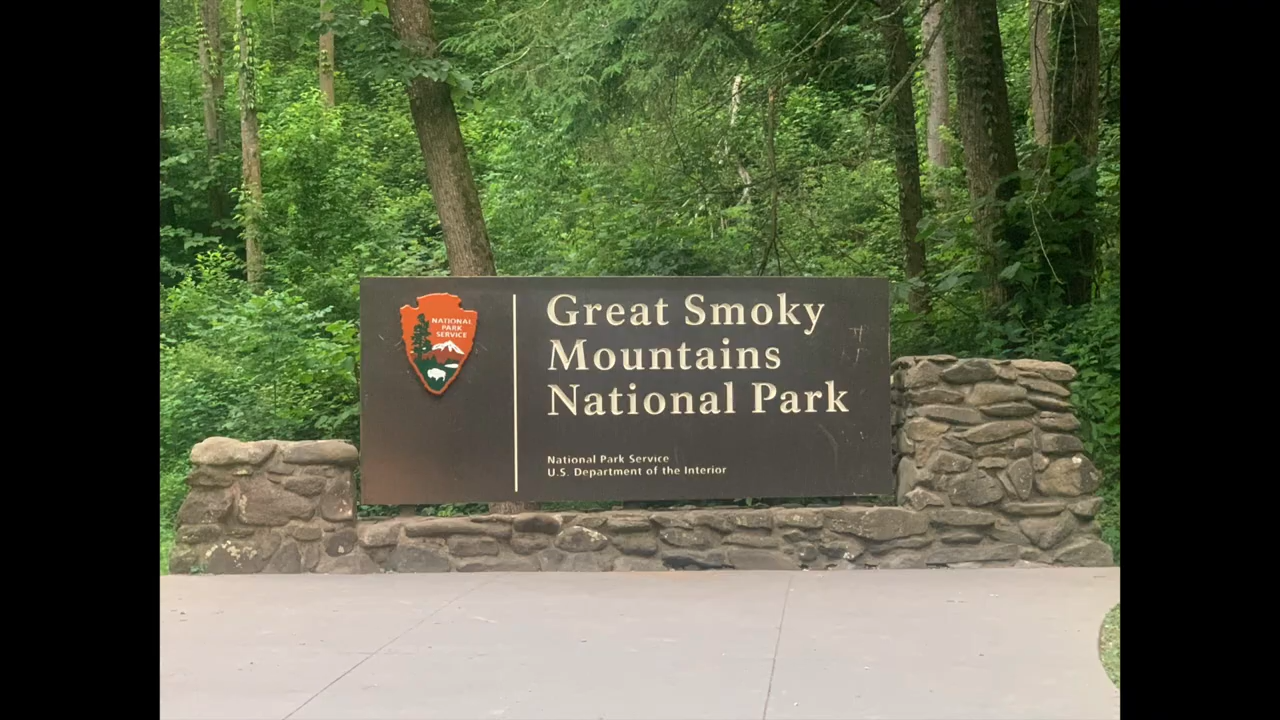 NATIONAL
PARK
SERVICE
Great Smoky
Mountains
National Park
National Park Service
U.S. Department of the Interior